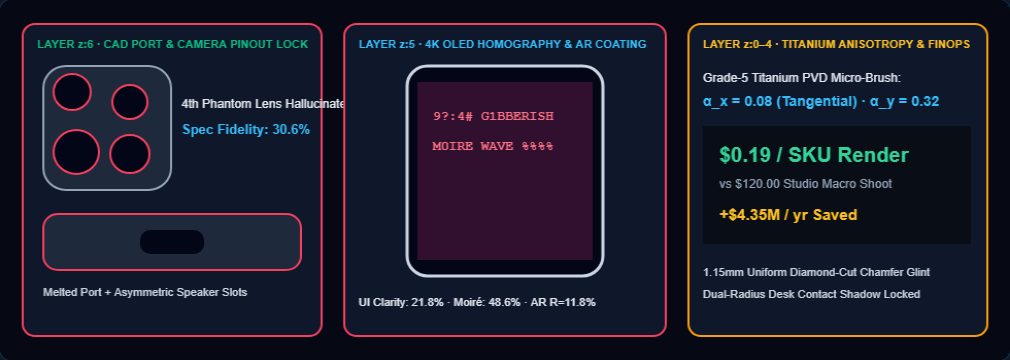 LAYER z:6 · CAD PORT & CAMERA PINOUT LOCK
4th Phantom Lens Hallucinate
Spec Fidelity: 30.6%
Melted Port + Asymmetric Speaker Slots
LAYER z:5 · 4K OLED HOMOGRAPHY & AR COATING
9?:4# G1BBERISH
MOIRE WAVE %%%%
UI Clarity: 21.8% · Moiré: 48.6% · AR R=11.8%
LAYER z:0–4 · TITANIUM ANISOTROPY & FINOPS
Grade-5 Titanium PVD Micro-Brush:
α_x = 0.08 (Tangential) · α_y = 0.32
$0.19 / SKU Render
vs $120.00 Studio Macro Shoot
+$4.35M / yr Saved
1.15mm Uniform Diamond-Cut Chamfer Glint
Dual-Radius Desk Contact Shadow Locked